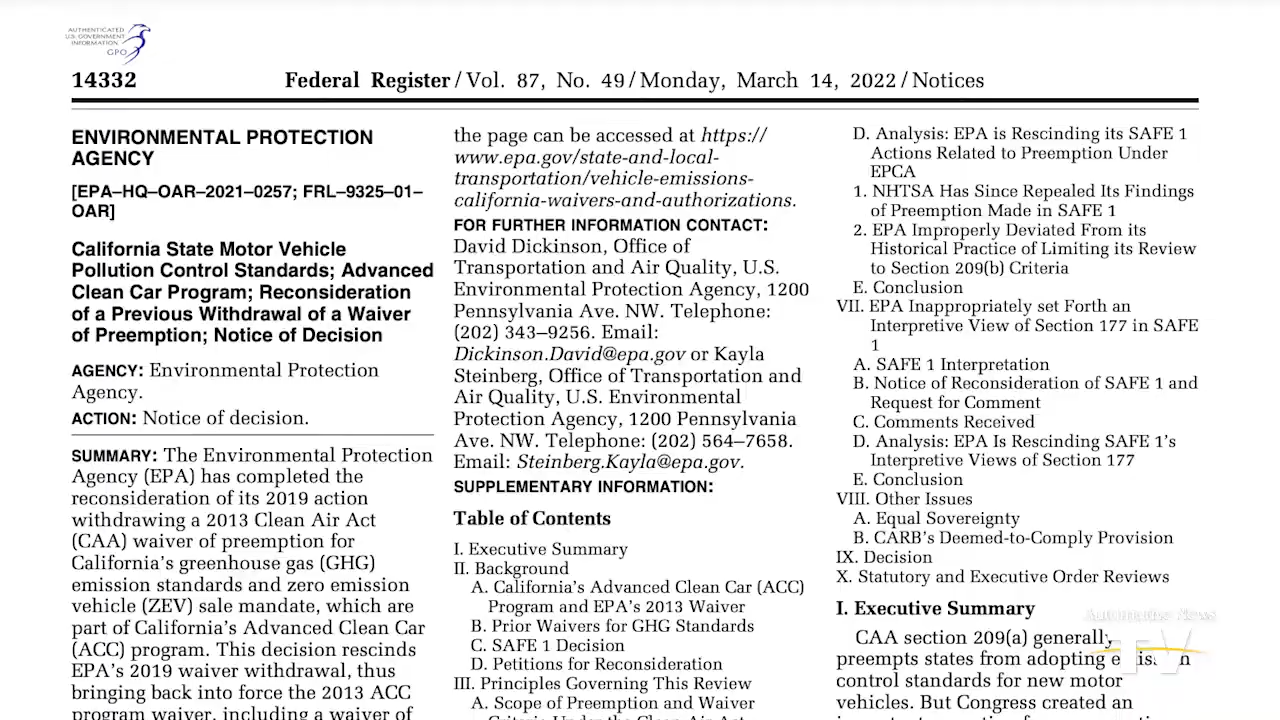 AUTHENTICATED
U.S. GOVERNMENT
INFORMATION
GPO
14332 Federal Register / Vol. 87, No. 49 / Monday, March 14, 2022 / Notices
ENVIRONMENTAL PROTECTION
AGENCY
[EPA–HQ–OAR–2021–0257; FRL–9325–01–
OAR]
California State Motor Vehicle
Pollution Control Standards; Advanced
Clean Car Program; Reconsideration
of a Previous Withdrawal of a Waiver
of Preemption; Notice of Decision
AGENCY: Environmental Protection
Agency.
ACTION: Notice of decision.
SUMMARY: The Environmental Protection
Agency (EPA) has completed the
reconsideration of its 2019 action
withdrawing a 2013 Clean Air Act
(CAA) waiver of preemption for
California's greenhouse gas (GHG)
emission standards and zero emission
vehicle (ZEV) sale mandate, which are
part of California's Advanced Clean Car
(ACC) program. This decision rescinds
EPA's 2019 waiver withdrawal, thus
bringing back into force the 2013 ACC
program waiver, including a waiver of
the page can be accessed at https://
www.epa.gov/state-and-local-
transportation/vehicle-emissions-
california-waivers-and-authorizations.
FOR FURTHER INFORMATION CONTACT:
David Dickinson, Office of
Transportation and Air Quality, U.S.
Environmental Protection Agency, 1200
Pennsylvania Ave. NW. Telephone:
(202) 343–9256. Email:
Dickinson.David@epa.gov or Kayla
Steinberg, Office of Transportation and
Air Quality, U.S. Environmental
Protection Agency, 1200 Pennsylvania
Ave. NW. Telephone: (202) 564–7658.
Email: Steinberg.Kayla@epa.gov.
SUPPLEMENTARY INFORMATION:
Table of Contents
I. Executive Summary
II. Background
A. California's Advanced Clean Car (ACC)
Program and EPA's 2013 Waiver
B. Prior Waivers for GHG Standards
C. SAFE 1 Decision
D. Petitions for Reconsideration
III. Principles Governing This Review
A. Scope of Preemption and Waiver
Criteria Under the Clean Air Act
D. Analysis: EPA is Rescinding its SAFE 1
Actions Related to Preemption Under
EPCA
1. NHTSA Has Since Repealed Its Findings
of Preemption Made in SAFE 1
2. EPA Improperly Deviated From its
Historical Practice of Limiting its Review
to Section 209(b) Criteria
E. Conclusion
VII. EPA Inappropriately set Forth an
Interpretive View of Section 177 in SAFE
1
A. SAFE 1 Interpretation
B. Notice of Reconsideration of SAFE 1 and
Request for Comment
C. Comments Received
D. Analysis: EPA Is Rescinding SAFE 1's
Interpretive Views of Section 177
E. Conclusion
VIII. Other Issues
A. Equal Sovereignty
B. CARB's Deemed-to-Comply Provision
IX. Decision
X. Statutory and Executive Order Reviews
I. Executive Summary
CAA section 209(a) generally
preempts states from adopting emission
control standards for new motor
vehicles. But Congress created an
Automotive News
TV